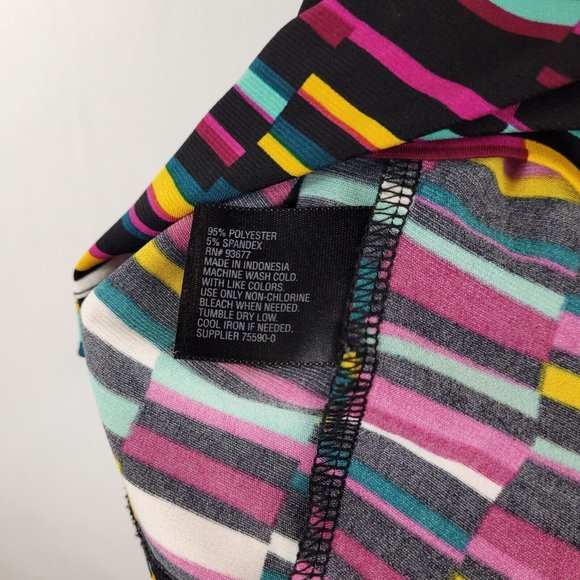 95% POLYESTER
5% SPANDEX
RN# 93677
MADE IN INDONESIA
MACHINE WASH COLD.
WITH LIKE COLORS.
USE ONLY NON-CHLORINE
BLEACH WHEN NEEDED.
TUMBLE DRY LOW.
COOL IRON IF NEEDED.
SUPPLIER 75590-0